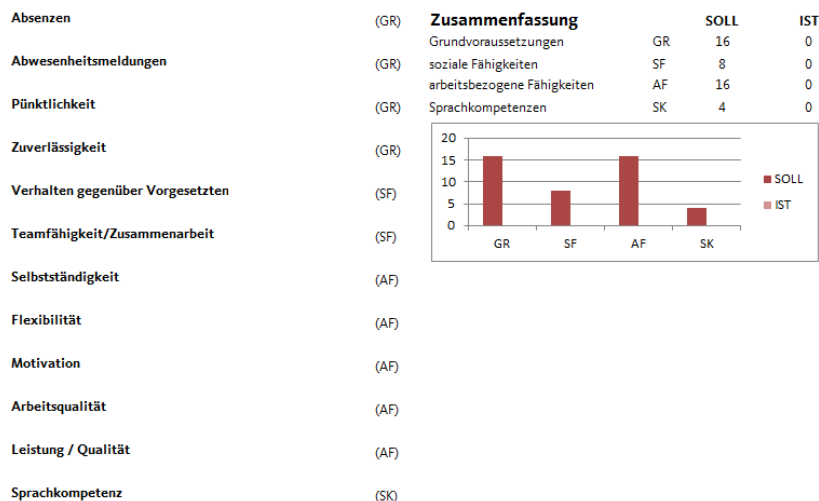 Absenzen (GR)
Abwesenheitsmeldungen (GR)
Pünktlichkeit (GR)
Zuverlässigkeit (GR)
Verhalten gegenüber Vorgesetzten (SF)
Teamfähigkeit/Zusammenarbeit (SF)
Selbstständigkeit (AF)
Flexibilität (AF)
Motivation (AF)
Arbeitsqualität (AF)
Leistung / Qualität (AF)
Sprachkompetenz (SK)
Zusammenfassung SOLL IST
Grundvoraussetzungen GR 16 0
soziale Fähigkeiten SF 8 0
arbeitsbezogene Fähigkeiten AF 16 0
Sprachkompetenzen SK 4 0
20
15
10
5
0
GR SF AF SK
SOLL
IST